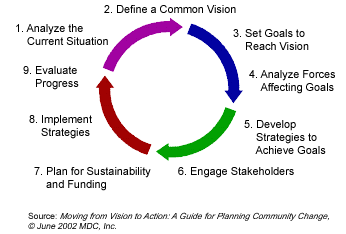 2. Define a Common Vision
1. Analyze the
Current Situation
3. Set Goals to
Reach Vision
9. Evaluate
Progress
4. Analyze Forces
Affecting Goals
8. Implement
Strategies
5. Develop
Strategies to
Achieve Goals
7. Plan for Sustainability
and Funding
6. Engage Stakeholders
Source: Moving from Vision to Action: A Guide for Planning Community Change,
© June 2002 MDC, Inc.